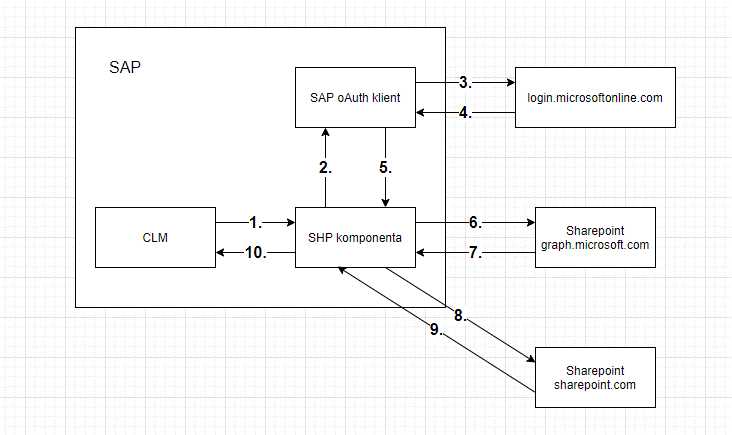 SAP
SAP oAuth klient
3.
4.
login.microsoftonline.com
2.
5.
CLM
1.
10.
SHP komponenta
6.
7.
Sharepoint
graph.microsoft.com
8.
9.
Sharepoint
sharepoint.com